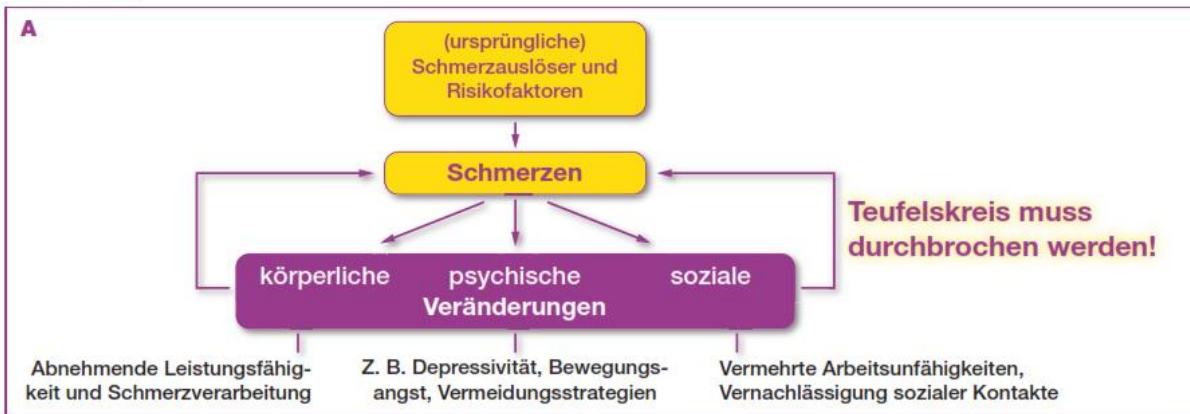 A
(ursprüngliche)
Schmerzauslöser und
Risikofaktoren
Schmerzen
Teufelskreis muss
durchbrochen werden!
körperliche psychische soziale
Veränderungen
Abnehmende Leistungsfähig-
keit und Schmerzverarbeitung
Z. B. Depressivität, Bewegungs-
angst, Vermeidungsstrategien
Vermehrte Arbeitsunfähigkeiten,
Vernachlässigung sozialer Kontakte